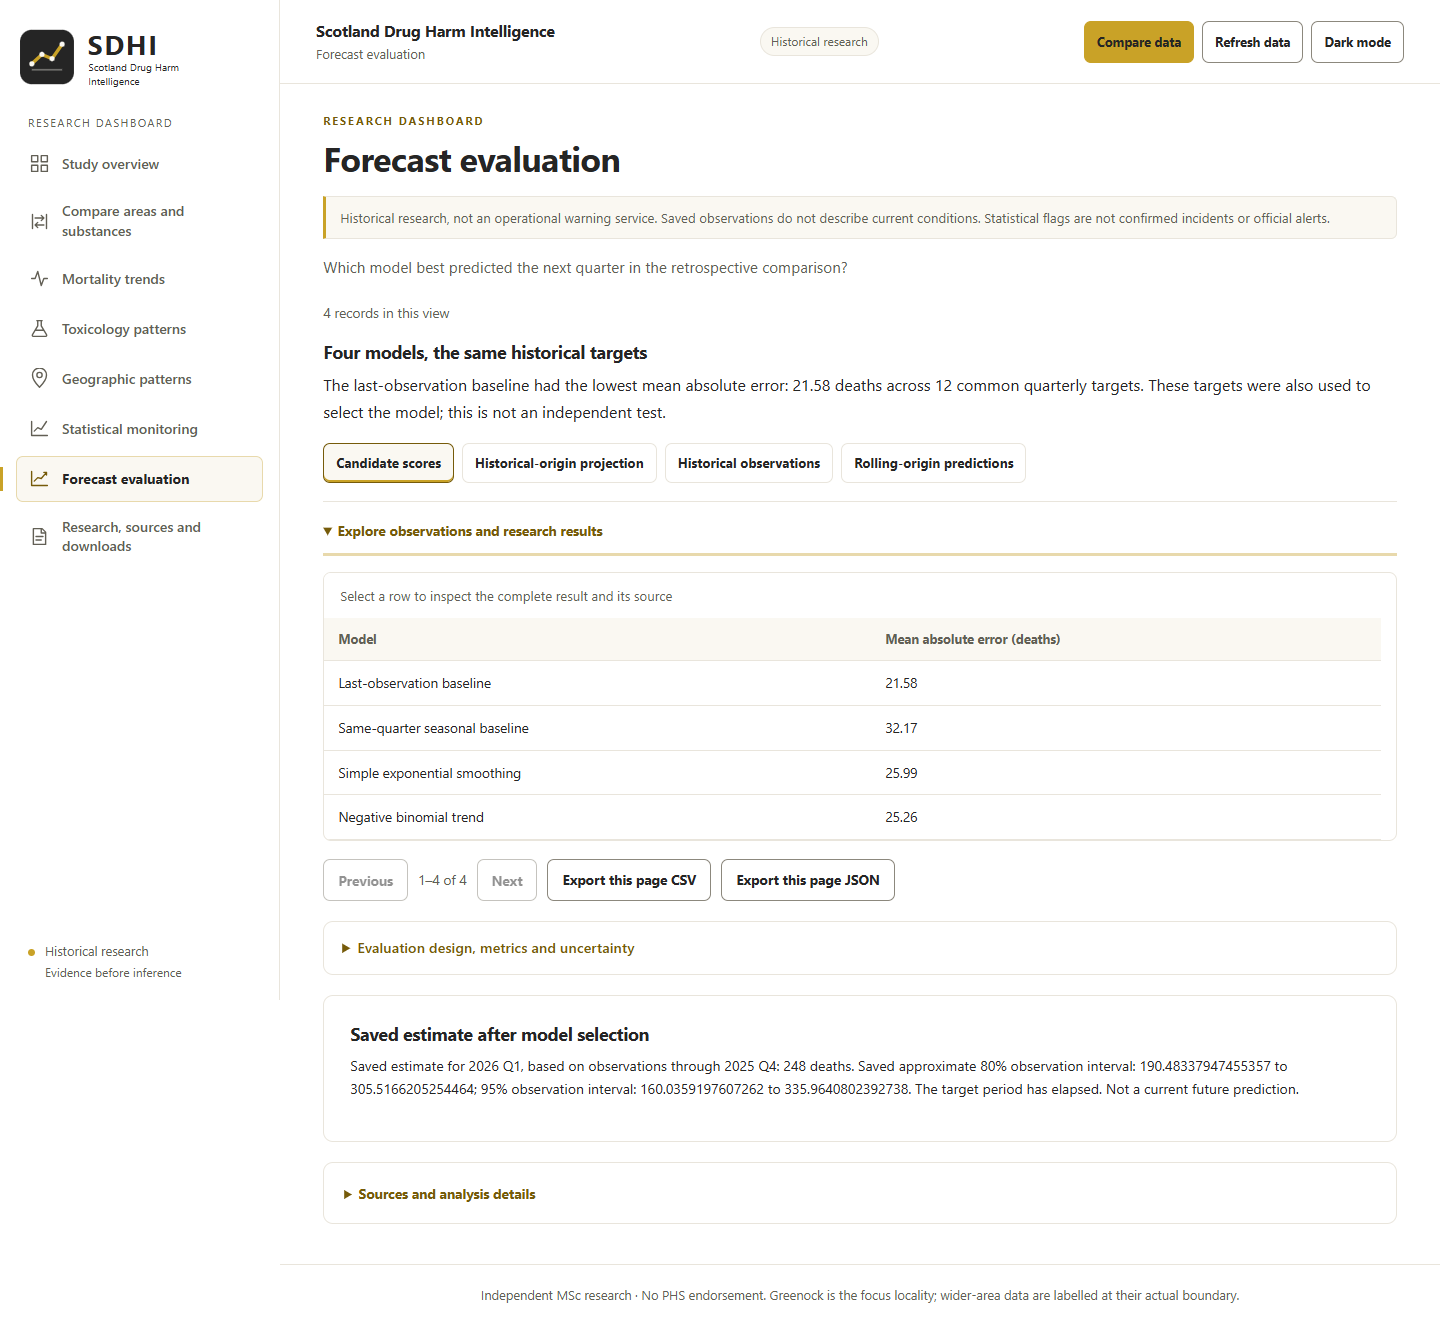 SDHI
Scotland Drug Harm
Intelligence
RESEARCH DASHBOARD
Study overview
Compare areas and
substances
Mortality trends
Toxicology patterns
Geographic patterns
Statistical monitoring
Forecast evaluation
Research, sources and
downloads
Historical research
Evidence before inference
Scotland Drug Harm Intelligence
Forecast evaluation
Historical research
Compare data
Refresh data
Dark mode
RESEARCH DASHBOARD
Forecast evaluation
Historical research, not an operational warning service. Saved observations do not describe current conditions. Statistical flags are not confirmed incidents or official alerts.
Which model best predicted the next quarter in the retrospective comparison?
4 records in this view
Four models, the same historical targets
The last-observation baseline had the lowest mean absolute error: 21.58 deaths across 12 common quarterly targets. These targets were also used to
select the model; this is not an independent test.
Candidate scores
Historical-origin projection
Historical observations
Rolling-origin predictions
▼ Explore observations and research results
Select a row to inspect the complete result and its source
Model Mean absolute error (deaths)
Last-observation baseline 21.58
Same-quarter seasonal baseline 32.17
Simple exponential smoothing 25.99
Negative binomial trend 25.26
Previous 1–4 of 4 Next Export this page CSV Export this page JSON
▶ Evaluation design, metrics and uncertainty
Saved estimate after model selection
Saved estimate for 2026 Q1, based on observations through 2025 Q4: 248 deaths. Saved approximate 80% observation interval: 190.48337947455357 to
305.5166205254464; 95% observation interval: 160.0359197607262 to 335.9640802392738. The target period has elapsed. Not a current future prediction.
▶ Sources and analysis details
Independent MSc research · No PHS endorsement. Greenock is the focus locality; wider-area data are labelled at their actual boundary.